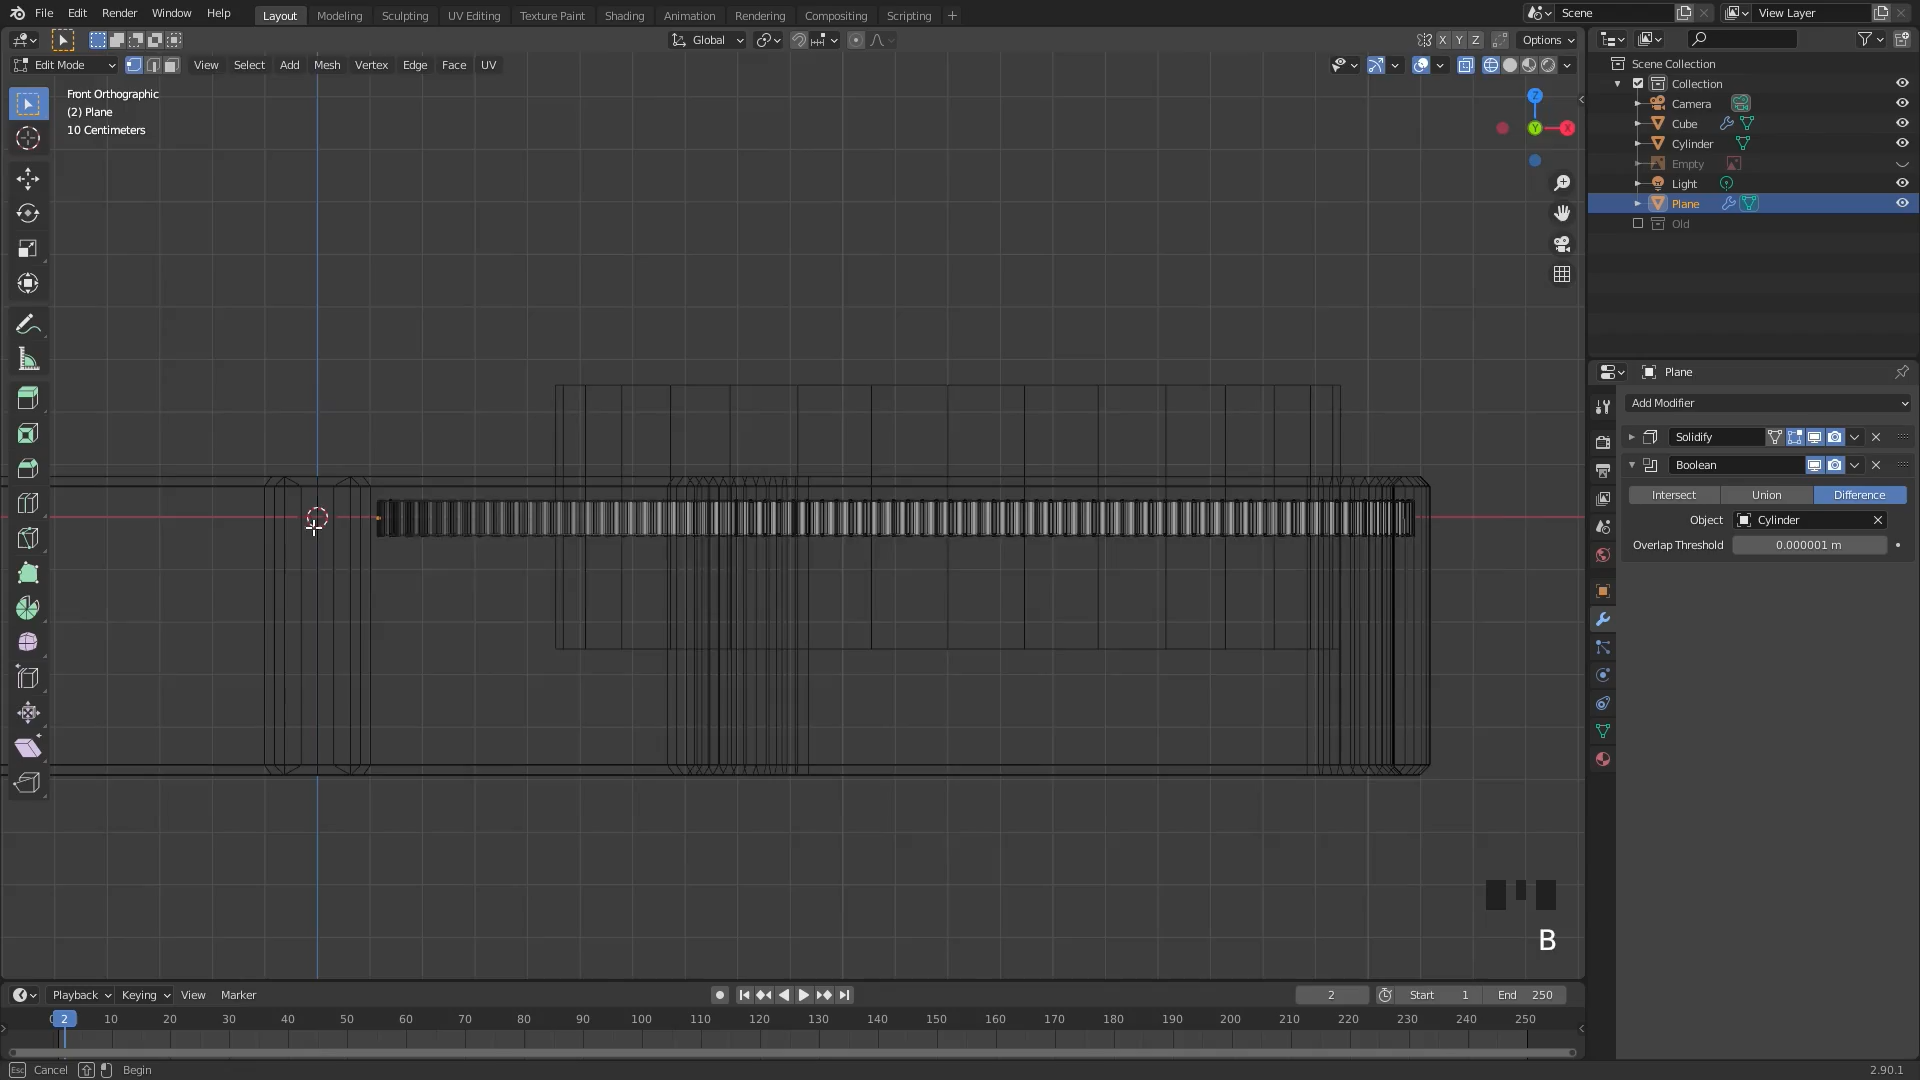 File Edit Render Window Help Layout Modeling Sculpting UV Editing Texture Paint Shading Animation Rendering Compositing Scripting + Scene View Layer
Global X Y Z Options
Edit Mode View Select Add Mesh Vertex Edge Face UV
Front Orthographic
(2) Plane
10 Centimeters
Z
Y
X
B
Scene Collection
Collection
Camera
Cube
Cylinder
Empty
Light
Plane
Old
Plane
Add Modifier
Solidify
Boolean
Intersect Union Difference
Object Cylinder
Overlap Threshold 0.000001 m
Playback Keying View Marker 2 Start 1 End 250
0 2 10 20 30 40 50 60 70 80 90 100 110 120 130 140 150 160 170 180 190 200 210 220 230 240 250
Esc Cancel Begin 2.90.1